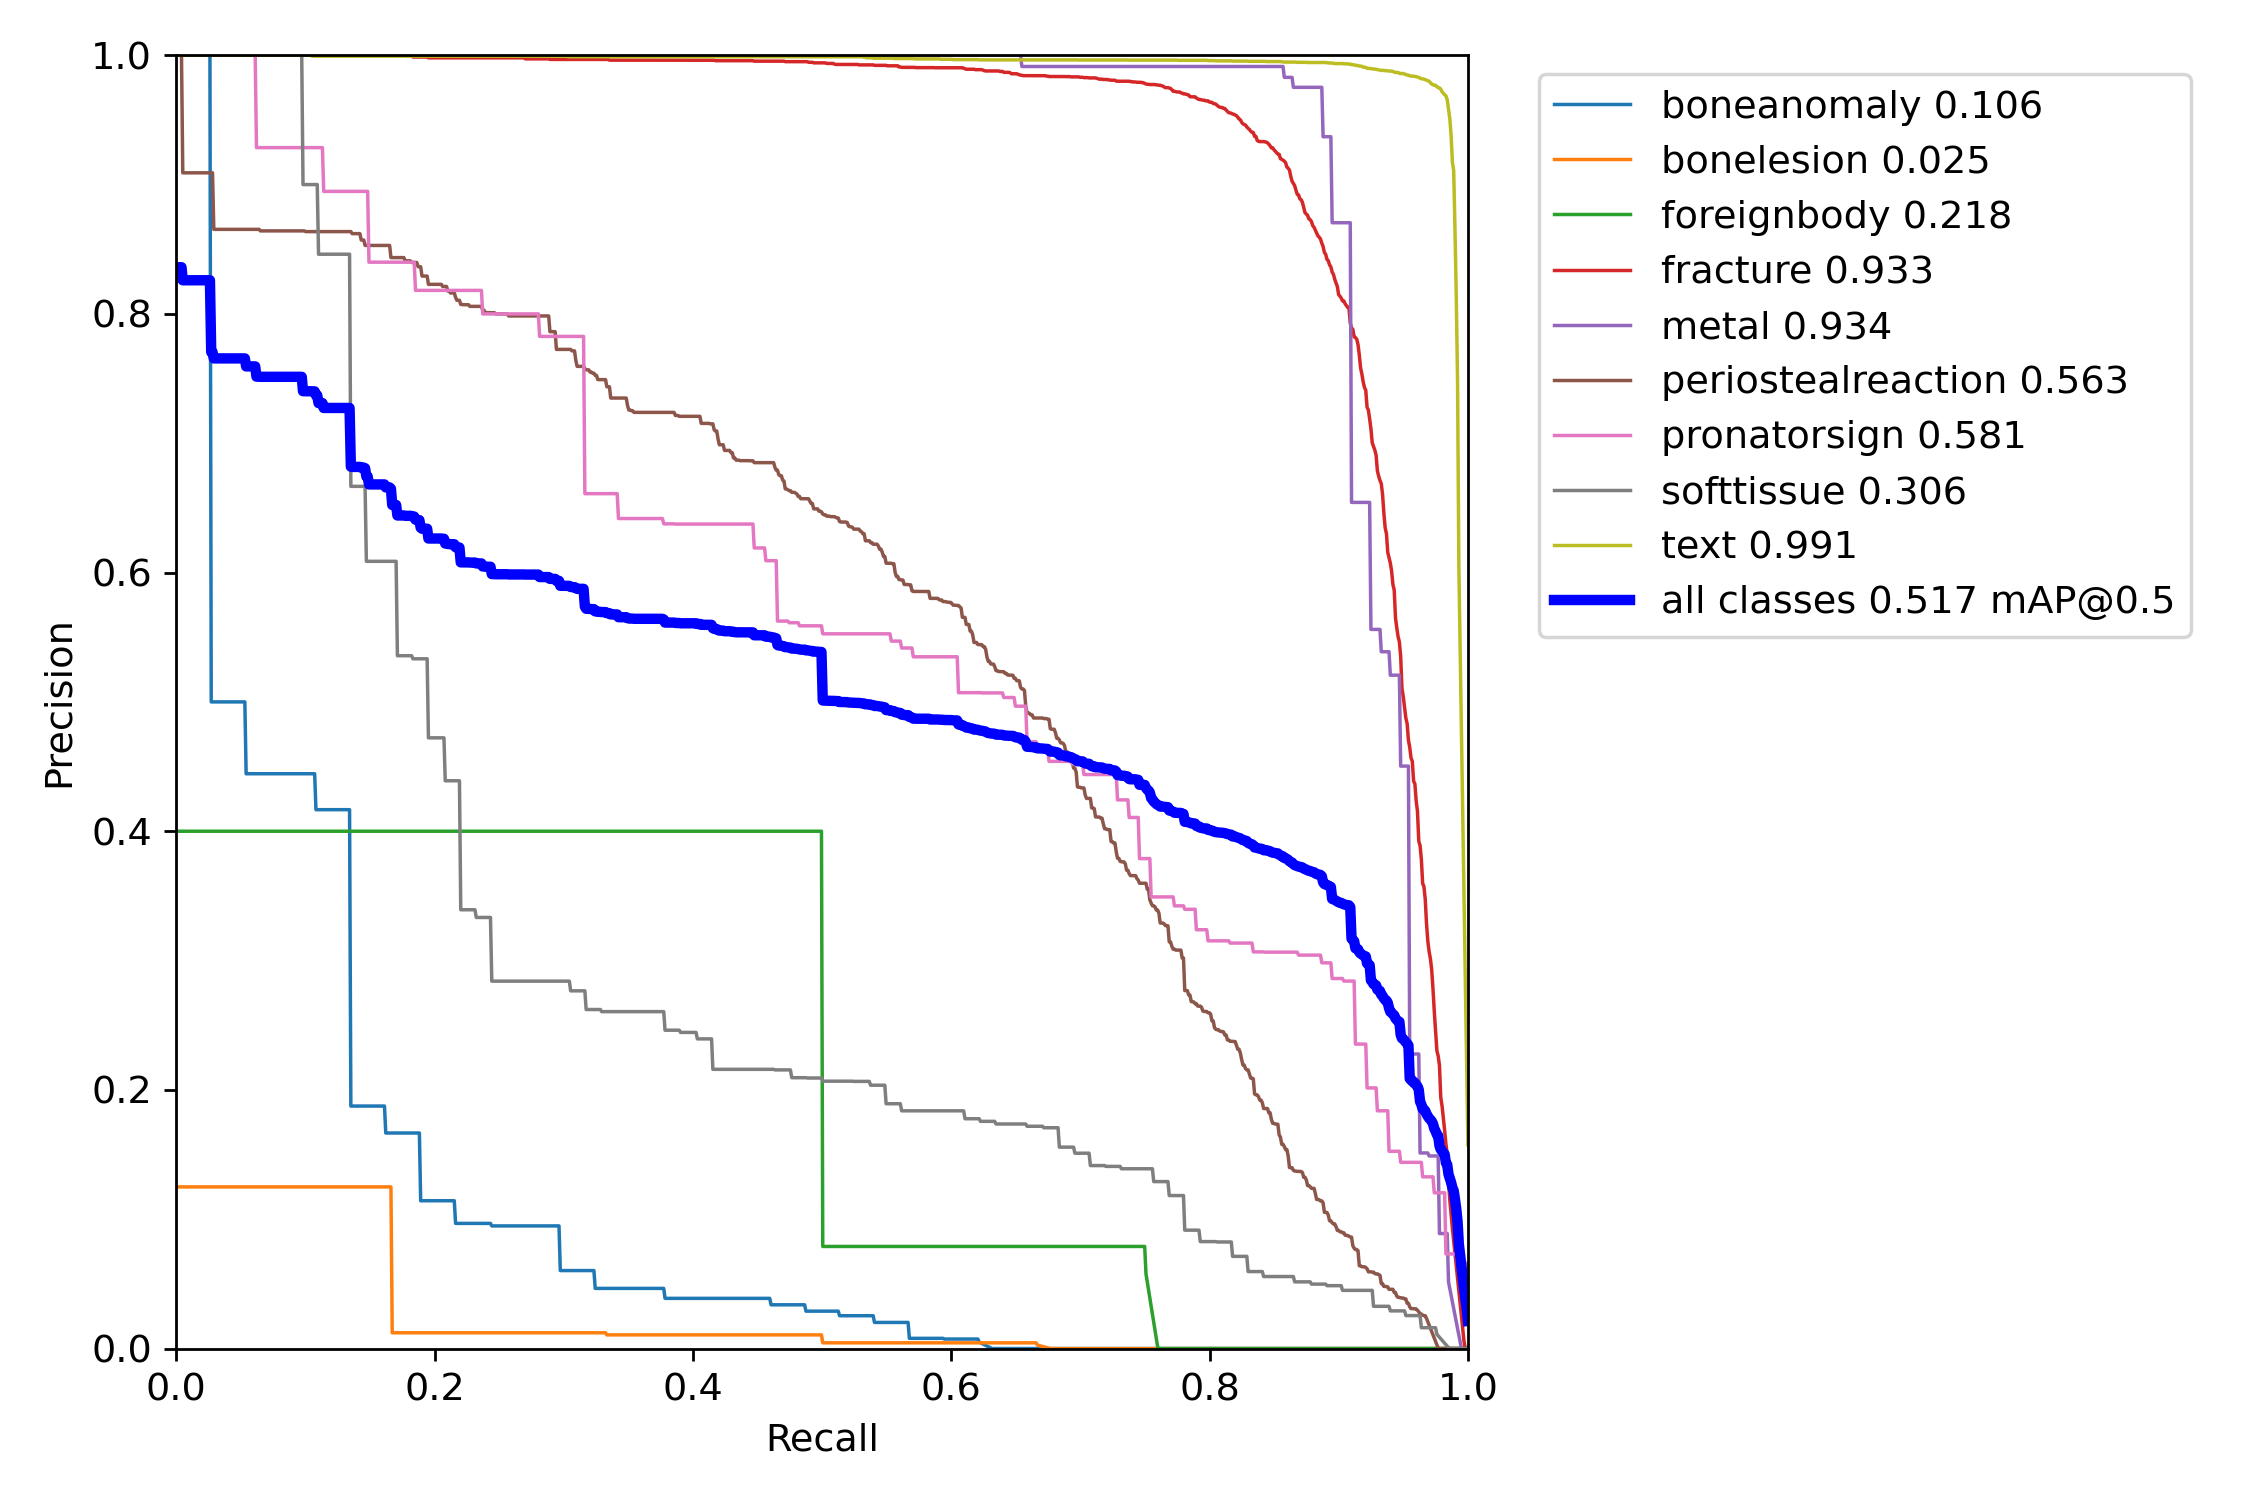 1.0
0.8
0.6
0.4
0.2
0.0
Precision
0.0 0.2 0.4 0.6 0.8 1.0
Recall
boneanomaly 0.106
bonelesion 0.025
foreignbody 0.218
fracture 0.933
metal 0.934
periostealreaction 0.563
pronatorsign 0.581
softtissue 0.306
text 0.991
all classes 0.517 mAP@0.5